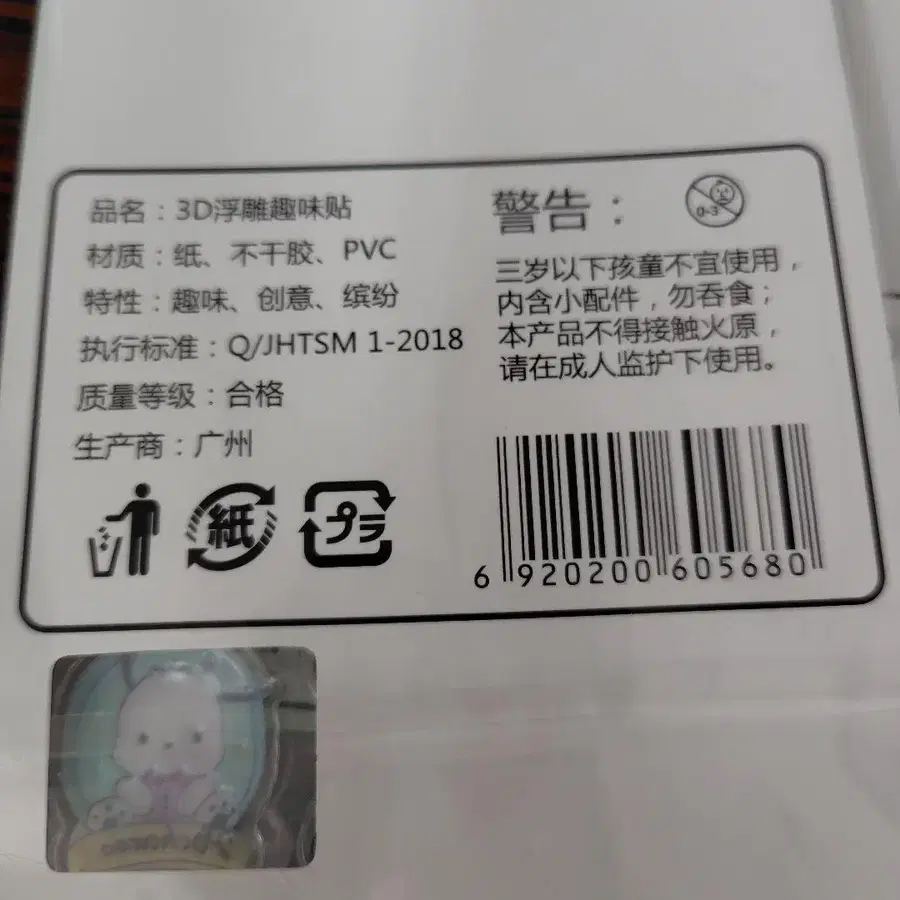 品名：3D浮雕趣味贴
材质：纸、不干胶、PVC
特性：趣味、创意、缤纷
执行标准：Q/JHTSM 1-2018
质量等级：合格
生产商：广州
紙
プラ
警告：
0-3
三岁以下孩童不宜使用，
内含小配件，勿吞食；
本产品不得接触火原，
请在成人监护下使用。
6 920200 605680